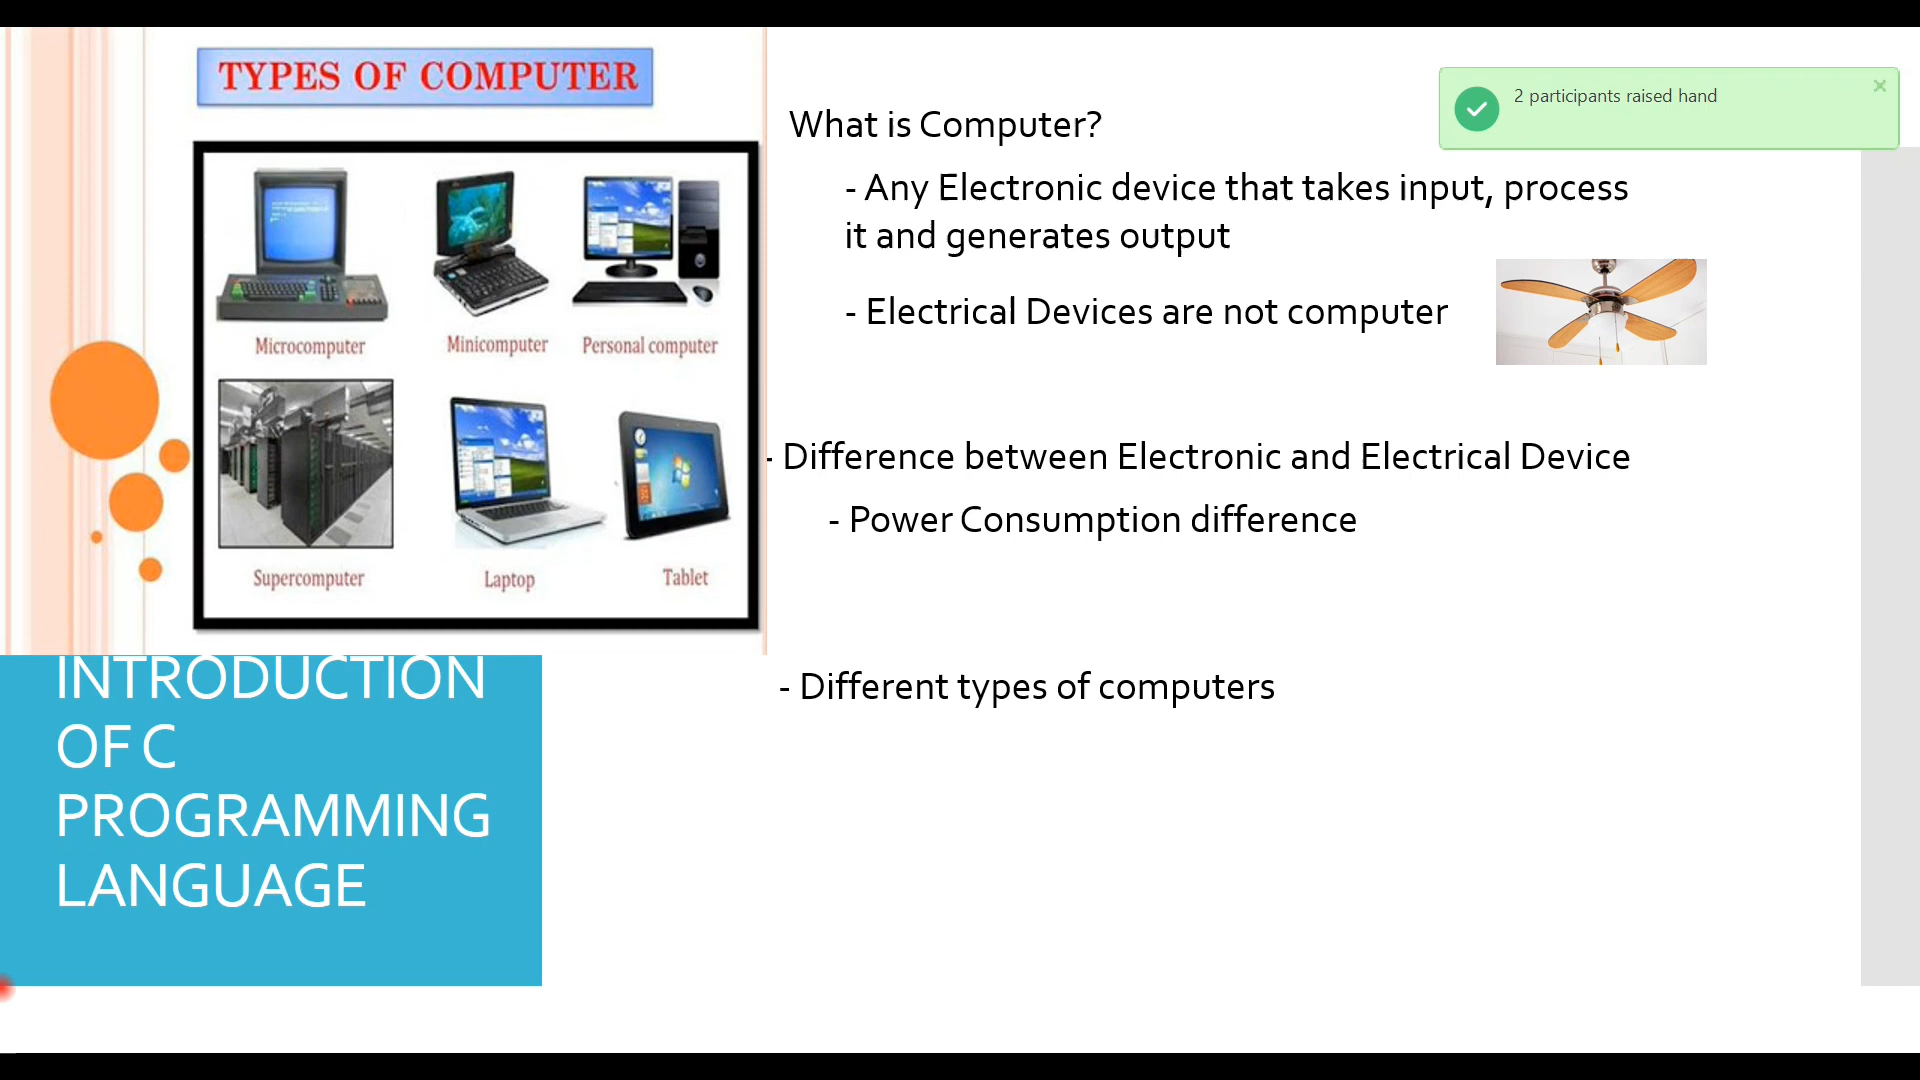 TYPES OF COMPUTER
Microcomputer
Minicomputer
Personal computer
Supercomputer
Laptop
Tablet
INTRODUCTION
OF C
PROGRAMMING
LANGUAGE
What is Computer?
- Any Electronic device that takes input, process
it and generates output
- Electrical Devices are not computer
- Difference between Electronic and Electrical Device
- Power Consumption difference
- Different types of computers
2 participants raised hand